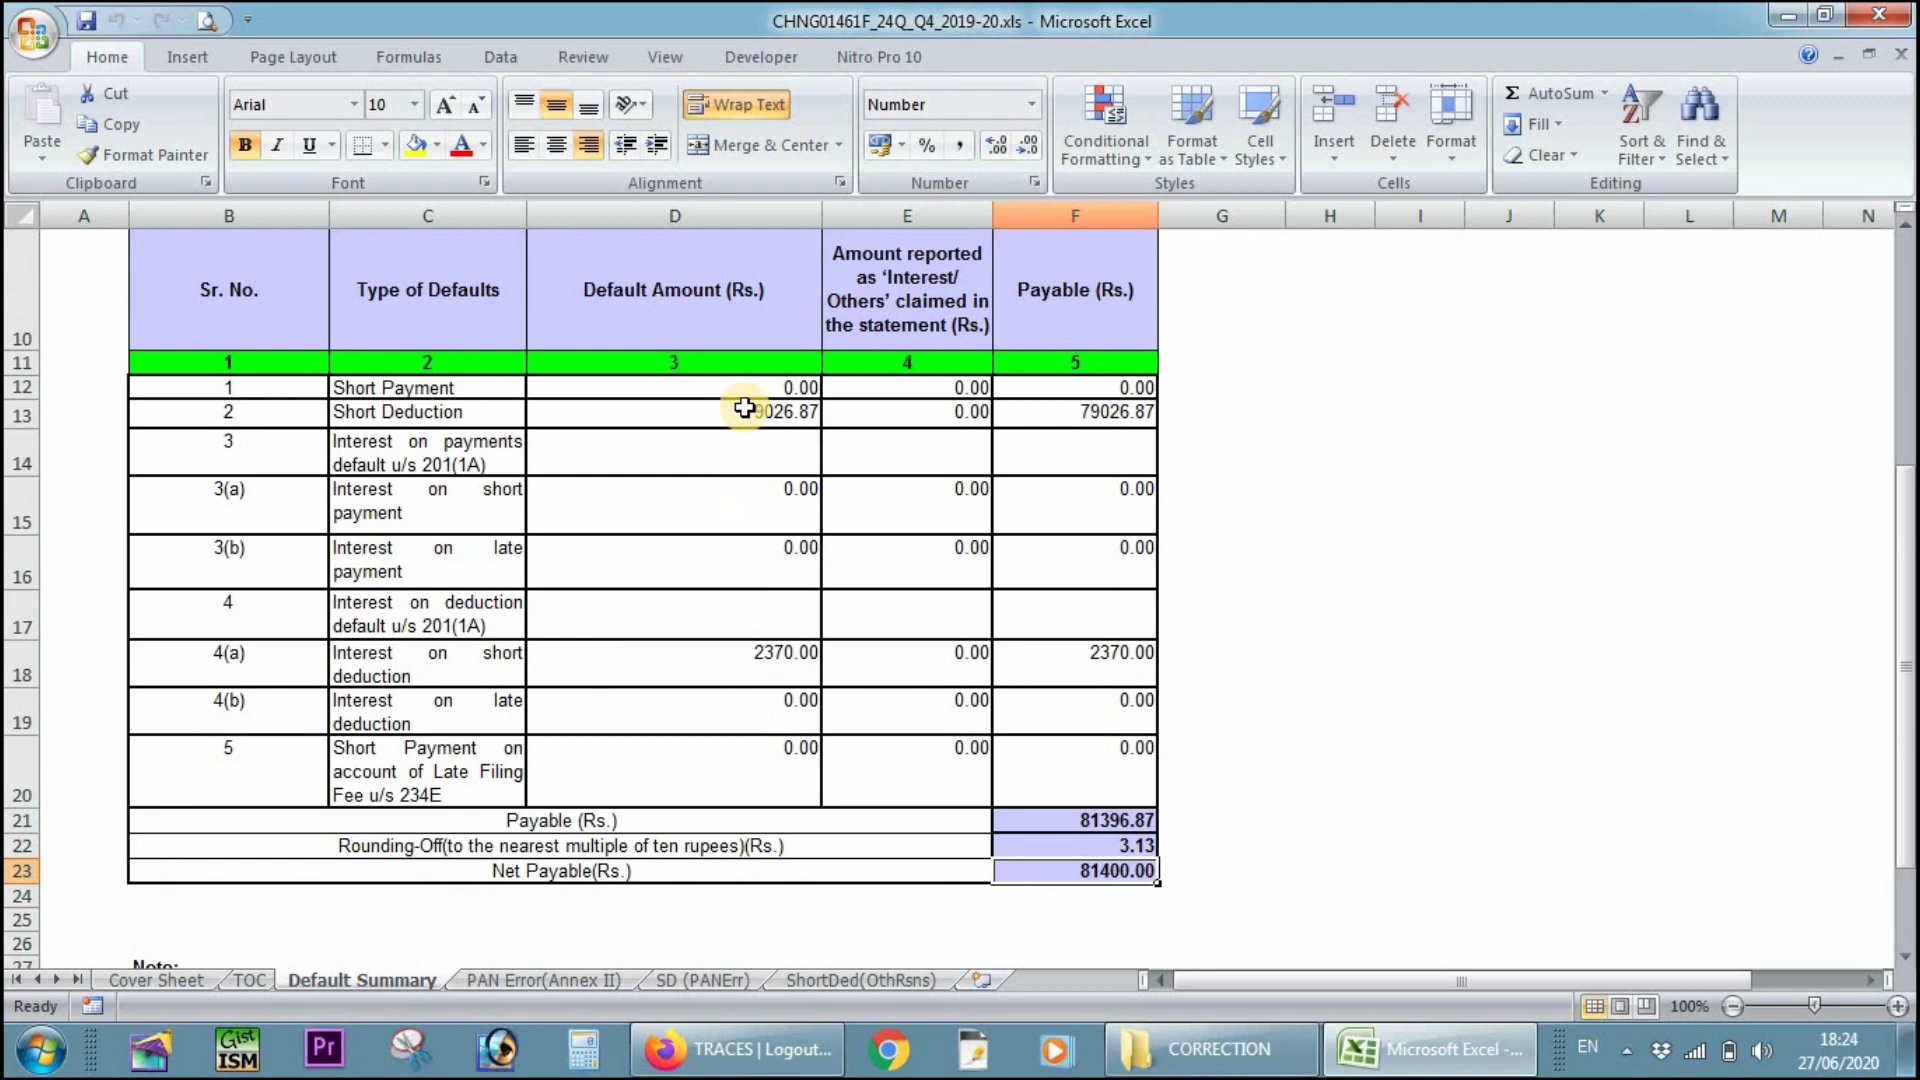 CHNG01461F_24Q_Q4_2019-20.xls - Microsoft Excel
Home Insert Page Layout Formulas Data Review View Developer Nitro Pro 10
Paste
Cut
Copy
Format Painter
Clipboard
Arial 10
B I U
Font
Wrap Text
Merge & Center
Alignment
Number
% ,
Number
Conditional Formatting
Format as Table
Cell Styles
Styles
Insert Delete Format
Cells
Σ AutoSum
Fill
Clear
Sort & Filter
Find & Select
Editing
A B C D E F G H I J K L M N
10 Sr. No. Type of Defaults Default Amount (Rs.) Amount reported as ‘Interest/ Others’ claimed in the statement (Rs.) Payable (Rs.)
11 1 2 3 4 5
12 1 Short Payment 0.00 0.00 0.00
13 2 Short Deduction 9026.87 0.00 79026.87
14 3 Interest on payments default u/s 201(1A)
15 3(a) Interest on short payment 0.00 0.00 0.00
16 3(b) Interest on late payment 0.00 0.00 0.00
17 4 Interest on deduction default u/s 201(1A)
18 4(a) Interest on short deduction 2370.00 0.00 2370.00
19 4(b) Interest on late deduction 0.00 0.00 0.00
20 5 Short Payment on account of Late Filing Fee u/s 234E 0.00 0.00 0.00
21 Payable (Rs.) 81396.87
22 Rounding-Off(to the nearest multiple of ten rupees)(Rs.) 3.13
23 Net Payable(Rs.) 81400.00
24
25
26
27 Note:
Cover Sheet TOC Default Summary PAN Error(Annex II) SD (PANErr) ShortDed(OthRsns)
Ready 100%
Gist ISM Pr TRACES | Logout... CORRECTION Microsoft Excel -... EN 18:24
27/06/2020